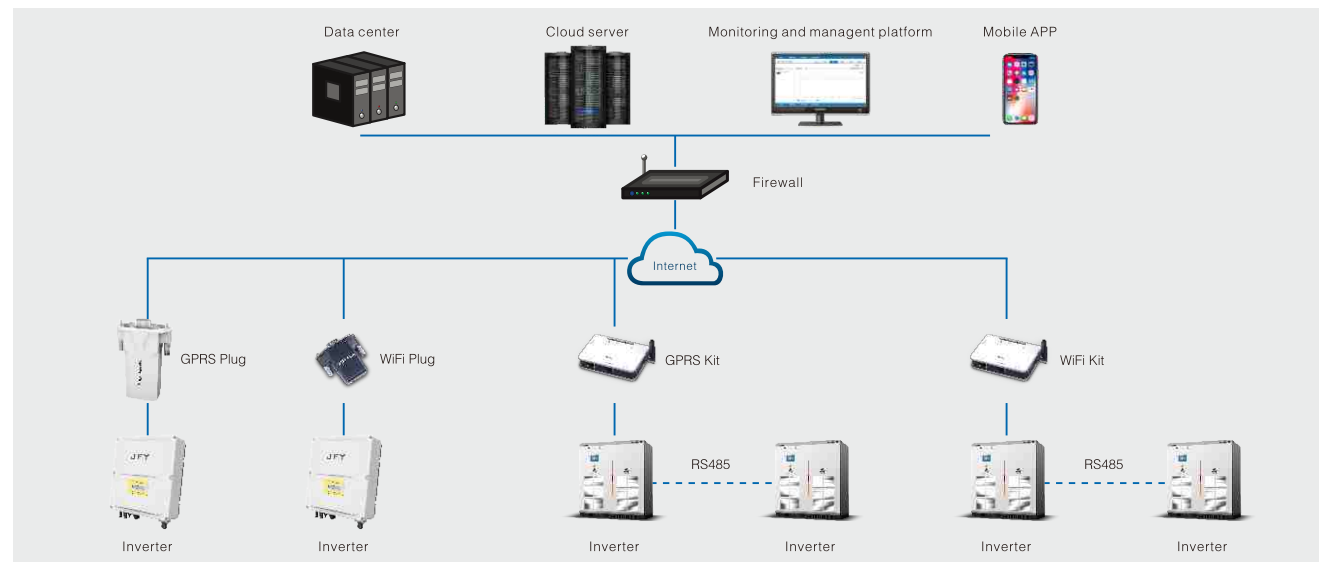 Data center
Cloud server
Monitoring and managent platform
Mobile APP
Firewall
Internet
GPRS Plug
WiFi Plug
GPRS Kit
WiFi Kit
JFY
JFY
RS485
RS485
Inverter
Inverter
Inverter
Inverter
Inverter
Inverter